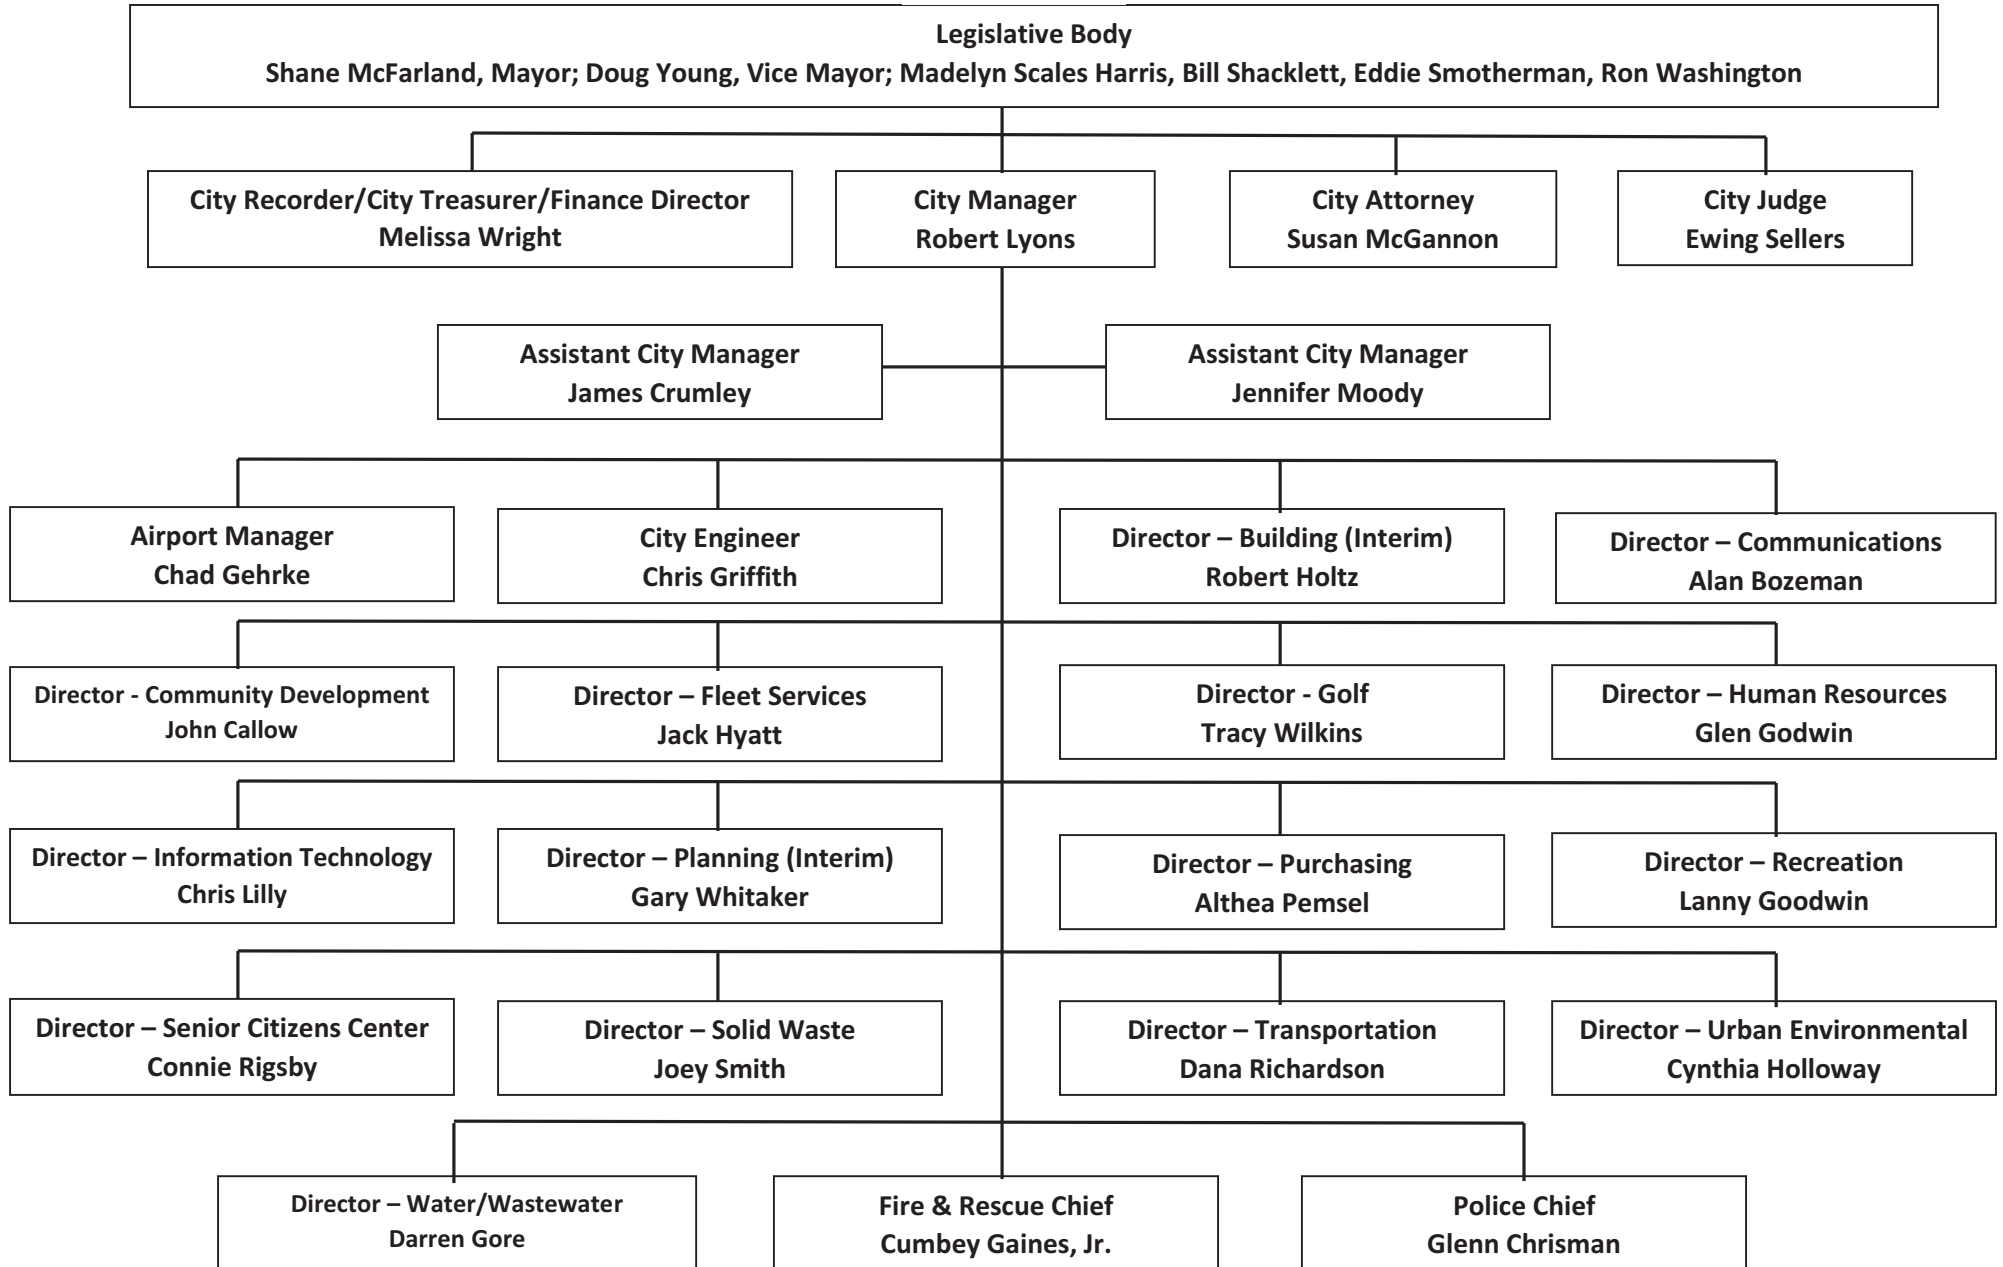 Legislative Body
Shane McFarland, Mayor; Doug Young, Vice Mayor; Madelyn Scales Harris, Bill Shacklett, Eddie Smotherman, Ron Washington
City Recorder/City Treasurer/Finance Director
Melissa Wright
City Manager
Robert Lyons
City Attorney
Susan McGannon
City Judge
Ewing Sellers
Assistant City Manager
James Crumley
Assistant City Manager
Jennifer Moody
Airport Manager
Chad Gehrke
City Engineer
Chris Griffith
Director – Building (Interim)
Robert Holtz
Director – Communications
Alan Bozeman
Director - Community Development
John Callow
Director – Fleet Services
Jack Hyatt
Director - Golf
Tracy Wilkins
Director – Human Resources
Glen Godwin
Director – Information Technology
Chris Lilly
Director – Planning (Interim)
Gary Whitaker
Director – Purchasing
Althea Pemsel
Director – Recreation
Lanny Goodwin
Director – Senior Citizens Center
Connie Rigsby
Director – Solid Waste
Joey Smith
Director – Transportation
Dana Richardson
Director – Urban Environmental
Cynthia Holloway
Director – Water/Wastewater
Darren Gore
Fire & Rescue Chief
Cumbey Gaines, Jr.
Police Chief
Glenn Chrisman